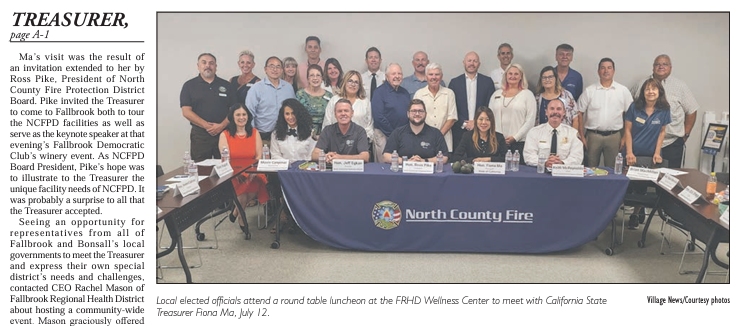 TREASURER,
page A-1
Ma's visit was the result of
an invitation extended to her by
Ross Pike, President of North
County Fire Protection District
Board. Pike invited the Treasurer
to come to Fallbrook both to tour
the NCFPD facilities as well as
serve as the keynote speaker at that
evening's Fallbrook Democratic
Club's winery event. As NCFPD
Board President, Pike's hope was
to illustrate to the Treasurer the
unique facility needs of NCFPD. It
was probably a surprise to all that
the Treasurer accepted.
Seeing an opportunity for
representatives from all of
Fallbrook and Bonsall's local
governments to meet the Treasurer
and express their own special
district's needs and challenges,
contacted CEO Rachel Mason of
Fallbrook Regional Health District
about hosting a community-wide
event. Mason graciously offered
North County Fire
Local elected officials attend a round table luncheon at the FRHD Wellness Center to meet with California State
Treasurer Fiona Ma, July 12.
Village News/Courtesy photos